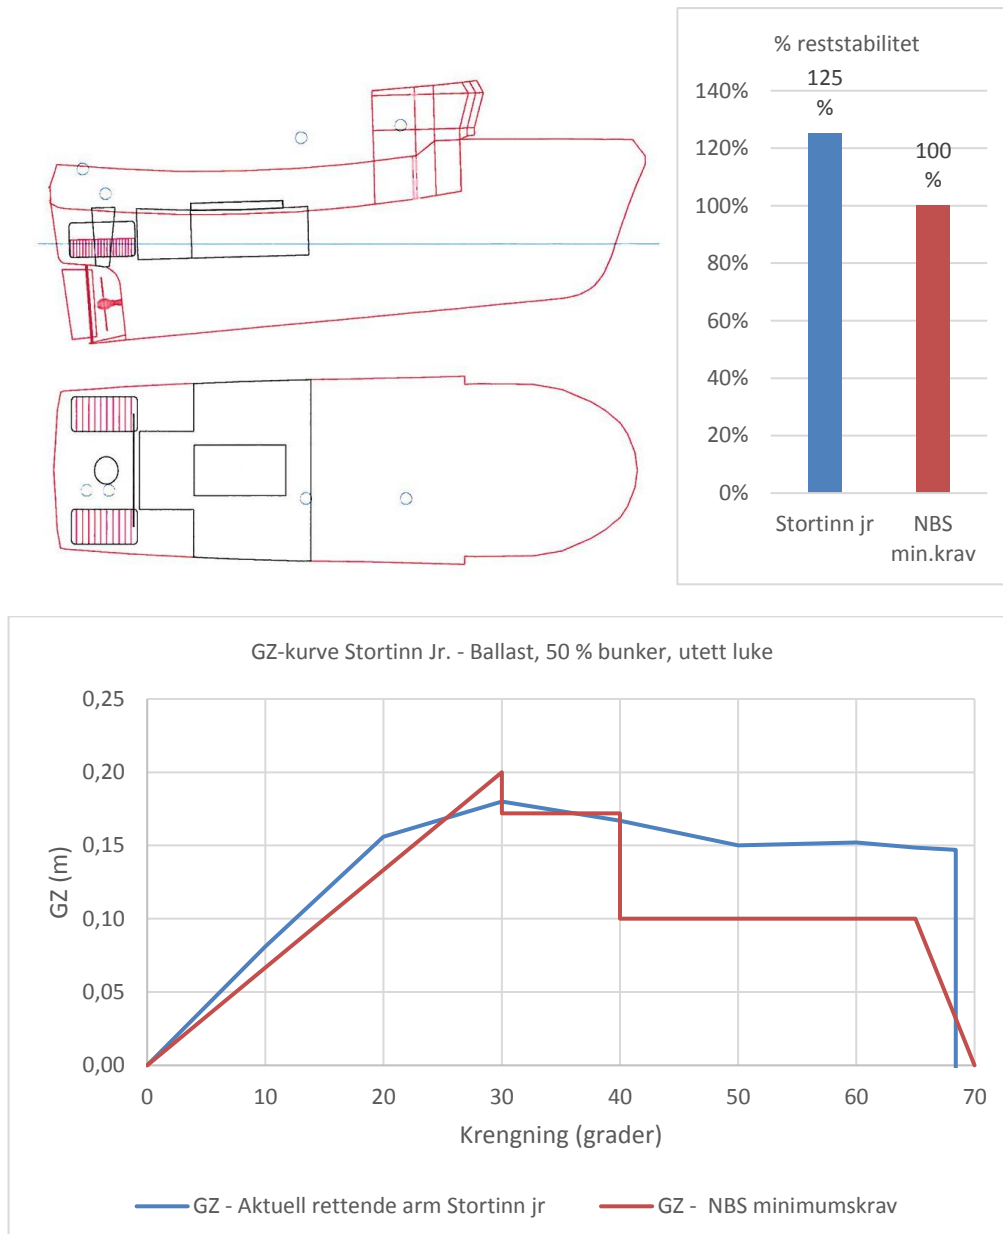 % reststabilitet
125
%
100
%
140%
120%
100%
80%
60%
40%
20%
0%
Stortinn jr
NBS
min.krav
GZ-kurve Stortinn Jr. - Ballast, 50 % bunker, utett luke
0,25
0,20
0,15
0,10
0,05
0,00
GZ (m)
0 10 20 30 40 50 60 70
Krengning (grader)
GZ - Aktuell rettende arm Stortinn jr GZ - NBS minimumskrav